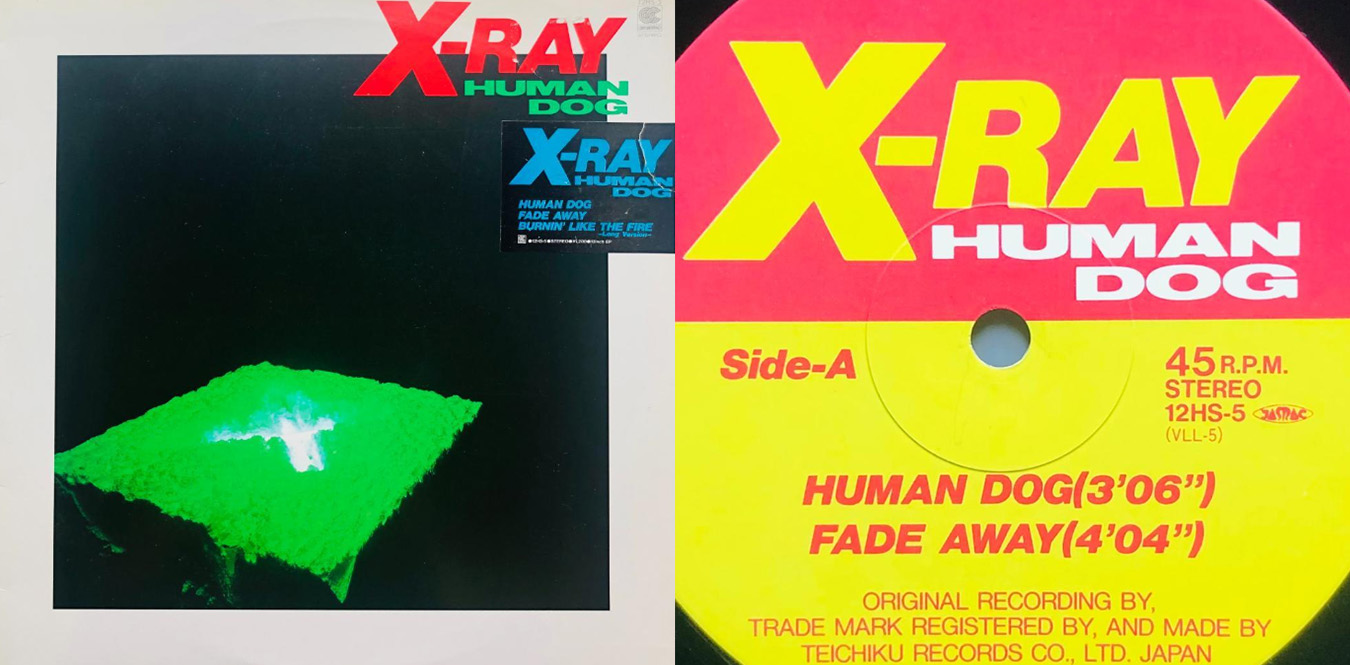 X-RAY
HUMAN
DOG
X-RAY
HUMAN
DOG
HUMAN DOG
FADE AWAY
BURNIN' LIKE THE FIRE
-Long Version-
X-RAY
HUMAN
DOG
Side-A
45 R.P.M.
STEREO
12HS-5 JASRAC
(VLL-5)
HUMAN DOG(3'06")
FADE AWAY(4'04")
ORIGINAL RECORDING BY,
TRADE MARK REGISTERED BY, AND MADE BY
TEICHIKU RECORDS CO., LTD. JAPAN